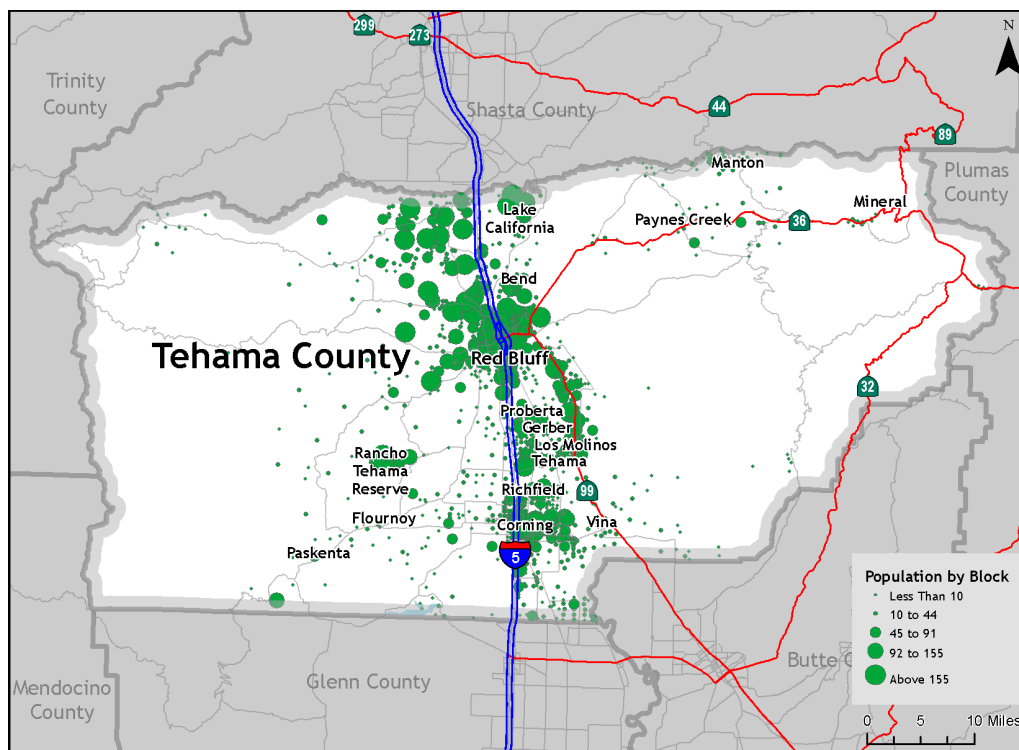 299
273
N
Trinity
County
Shasta County
44
89
Manton
Plumas
County
Lake
California
Paynes Creek
36
Mineral
Bend
Tehama County
Red Bluff
32
Proberta
Gerber
Los Molinos
Tehama
Rancho
Tehama
Reserve
Richfield
99
Flournoy
Corning
Vina
Paskenta
5
Population by Block
Less Than 10
10 to 44
45 to 91
92 to 155
Above 155
Mendocino
County
Glenn County
Butte
0 5 10 Miles